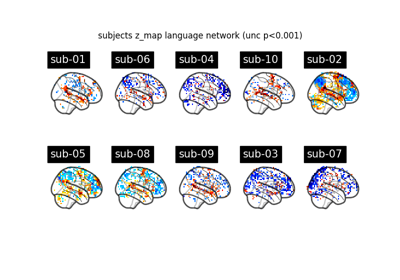 subjects z_map language network (unc p<0.001)
sub-01 sub-06 sub-04 sub-10 sub-02
sub-05 sub-08 sub-09 sub-03 sub-07